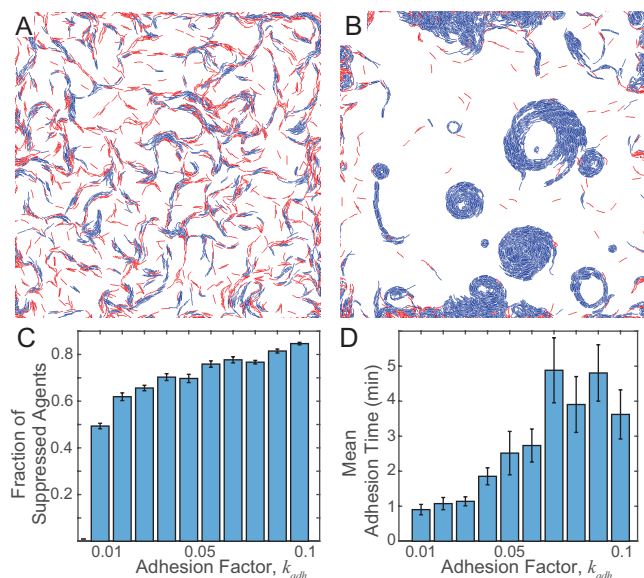 A
B
C
0.8
0.6
0.4
0.2
Fraction of
Suppressed Agents
0.01
0.05
0.1
Adhesion Factor, k_adh
D
5
4
3
2
1
0
Mean
Adhesion Time (min)
0.01
0.05
0.1
Adhesion Factor, k_adh